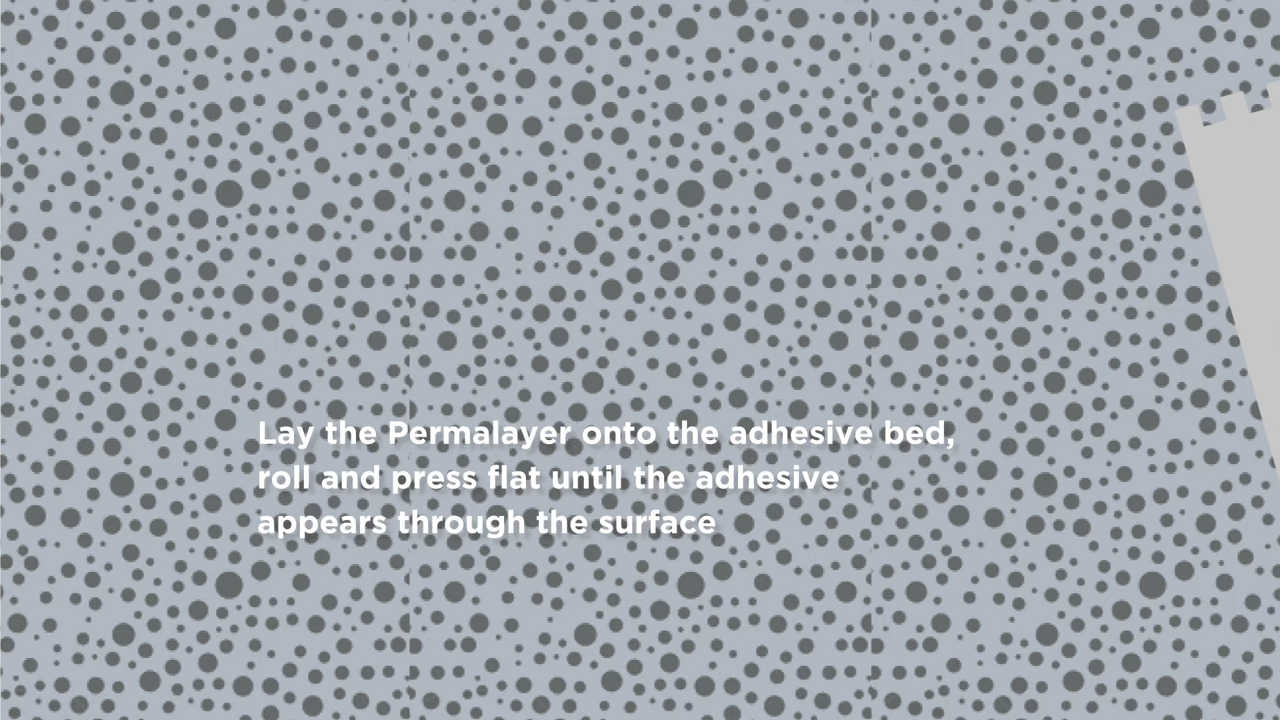 Lay the Permalayer onto the adhesive bed,
roll and press flat until the adhesive
appears through the surface